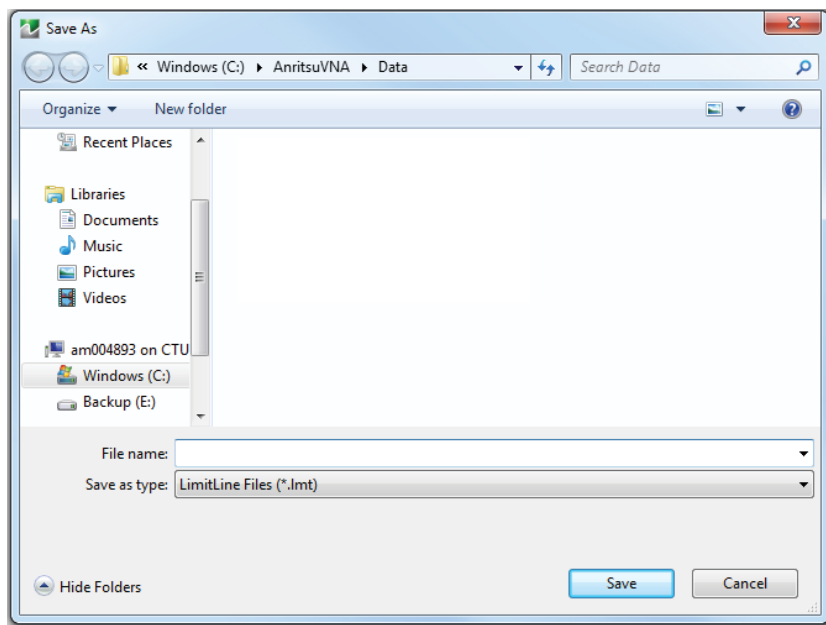 Save As
« Windows (C:) ▸ AnritsuVNA ▸ Data
Search Data
Organize
New folder
Recent Places
Libraries
Documents
Music
Pictures
Videos
am004893 on CTU
Windows (C:)
Backup (E:)
File name:
Save as type: LimitLine Files (*.lmt)
Hide Folders
Save
Cancel